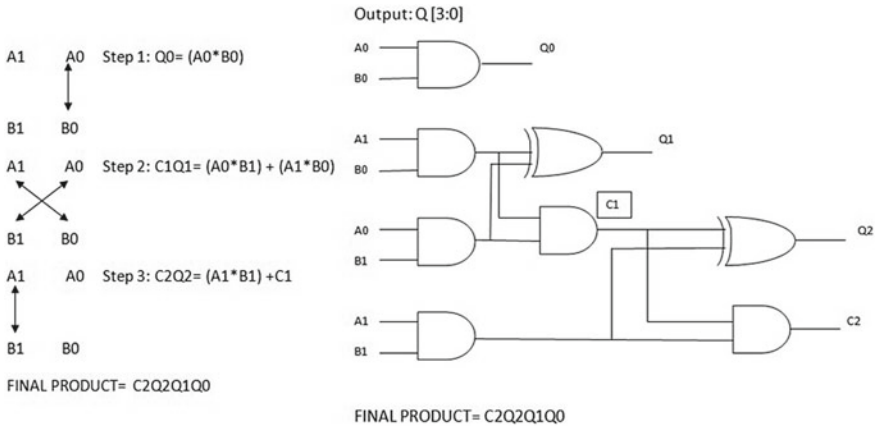 A1 A0 Step 1: Q0= (A0*B0)
B1 B0
A1 A0 Step 2: C1Q1= (A0*B1) + (A1*B0)
B1 B0
A1 A0 Step 3: C2Q2= (A1*B1) +C1
B1 B0
FINAL PRODUCT= C2Q2Q1Q0
Output: Q [3:0]
A0
Q0
B0
A1
Q1
B0
C1
A0
Q2
B1
A1
C2
B1
FINAL PRODUCT= C2Q2Q1Q0